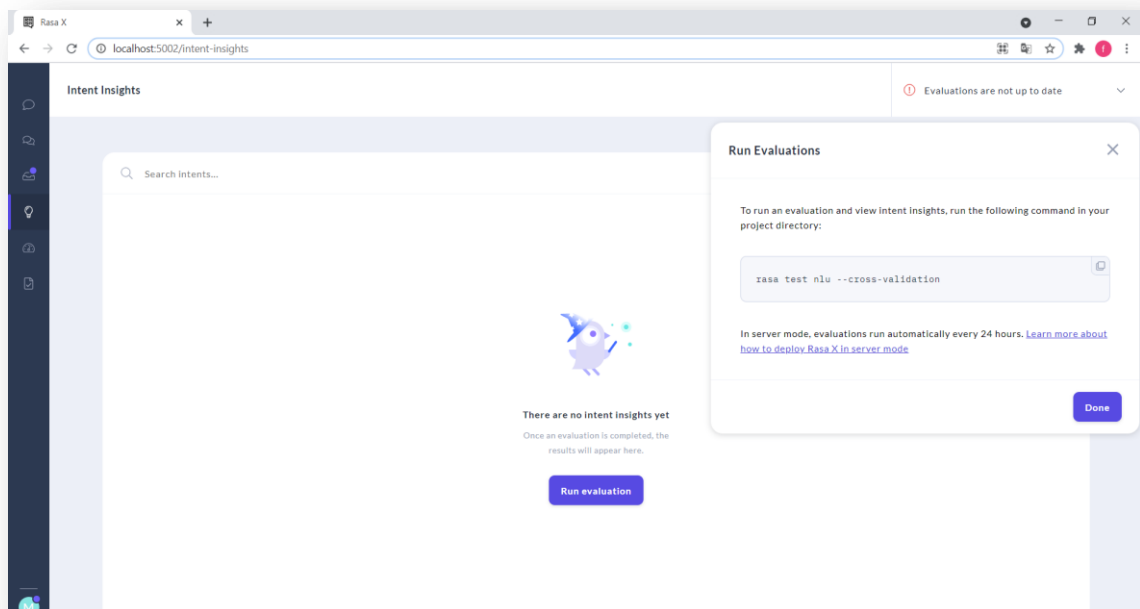 Rasa X
localhost:5002/intent-insights
f
Intent Insights
Evaluations are not up to date
Search intents...
Run Evaluations
To run an evaluation and view intent insights, run the following command in your
project directory:
rasa test nlu --cross-validation
In server mode, evaluations run automatically every 24 hours. Learn more about
how to deploy Rasa X in server mode
Done
There are no intent insights yet
Once an evaluation is completed, the
results will appear here.
Run evaluation
M